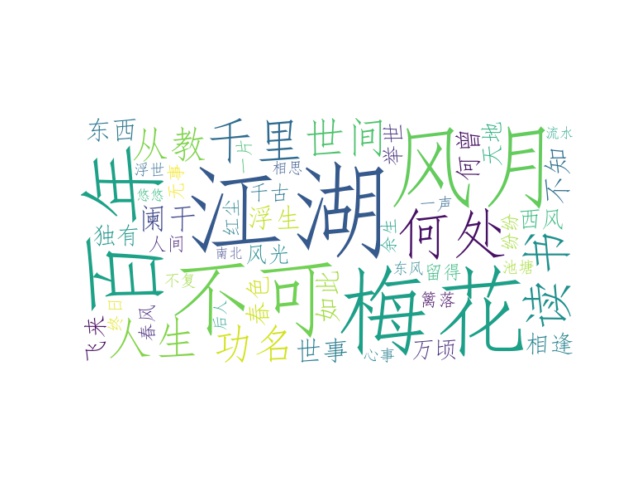 东西
从教
千里
世间
风月
举世
何曾
天地
流水
不知
一片
相思
浮世
无事
悠悠
百年
江湖
千古
红尘
浮生
一声
余生
何处
纷纷
西风
读书
独有
阑干
人间
南北
风光
东风
留得
池塘
不复
不可
春色
如此
梅花
篱落
终日
春风
后人
飞来
人生
功名
世事
心事
万顷
相逢